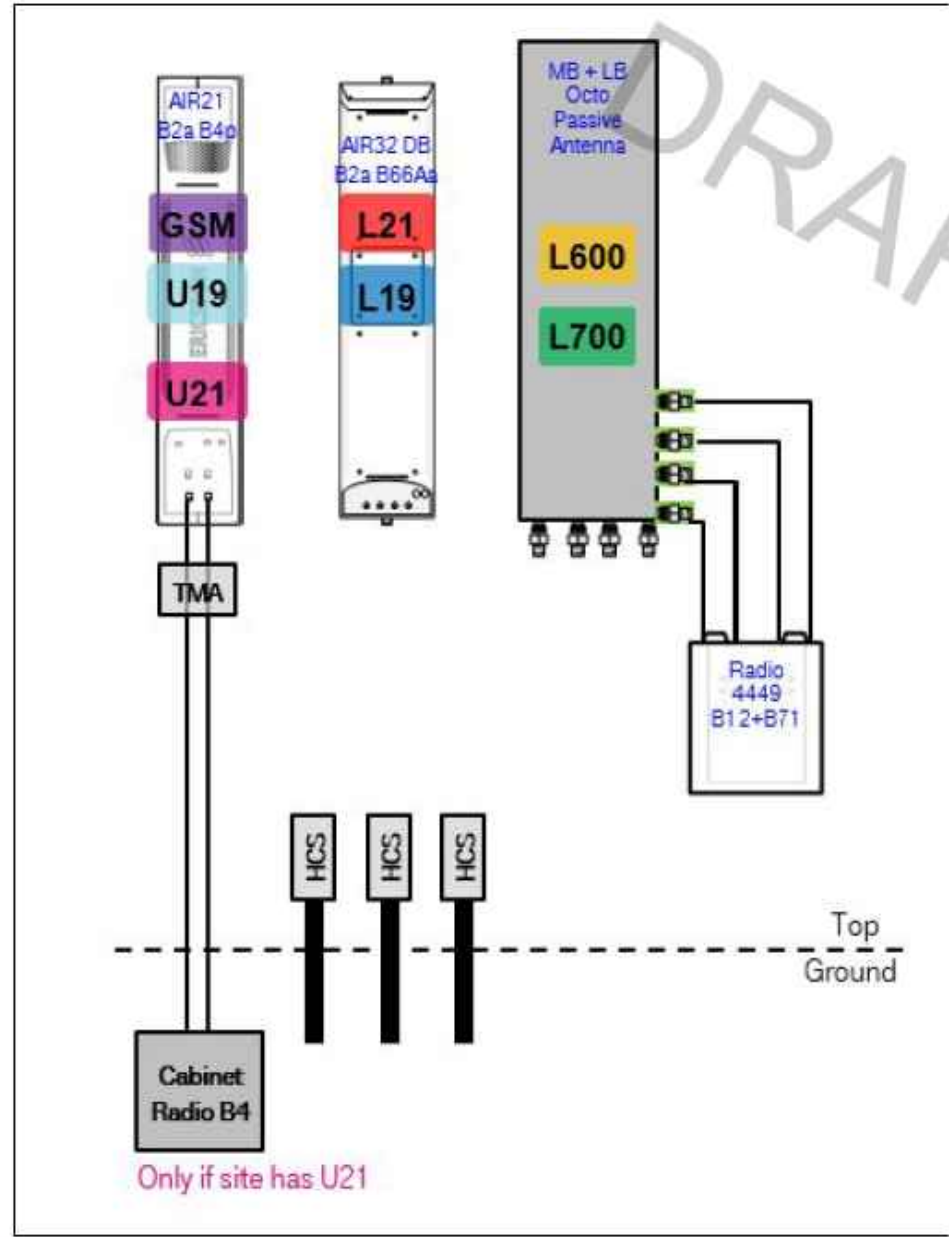 AIR21
B2a B4p
GSM
U19
U21
TMA
AIR32 DB
B2a B66Aa
L21
L19
MB + LB
Octo
Passive
Antenna
L600
L700
Radio
4449
B12+B71
HCS
HCS
HCS
Top
Ground
Cabinet
Radio B4
Only if site has U21